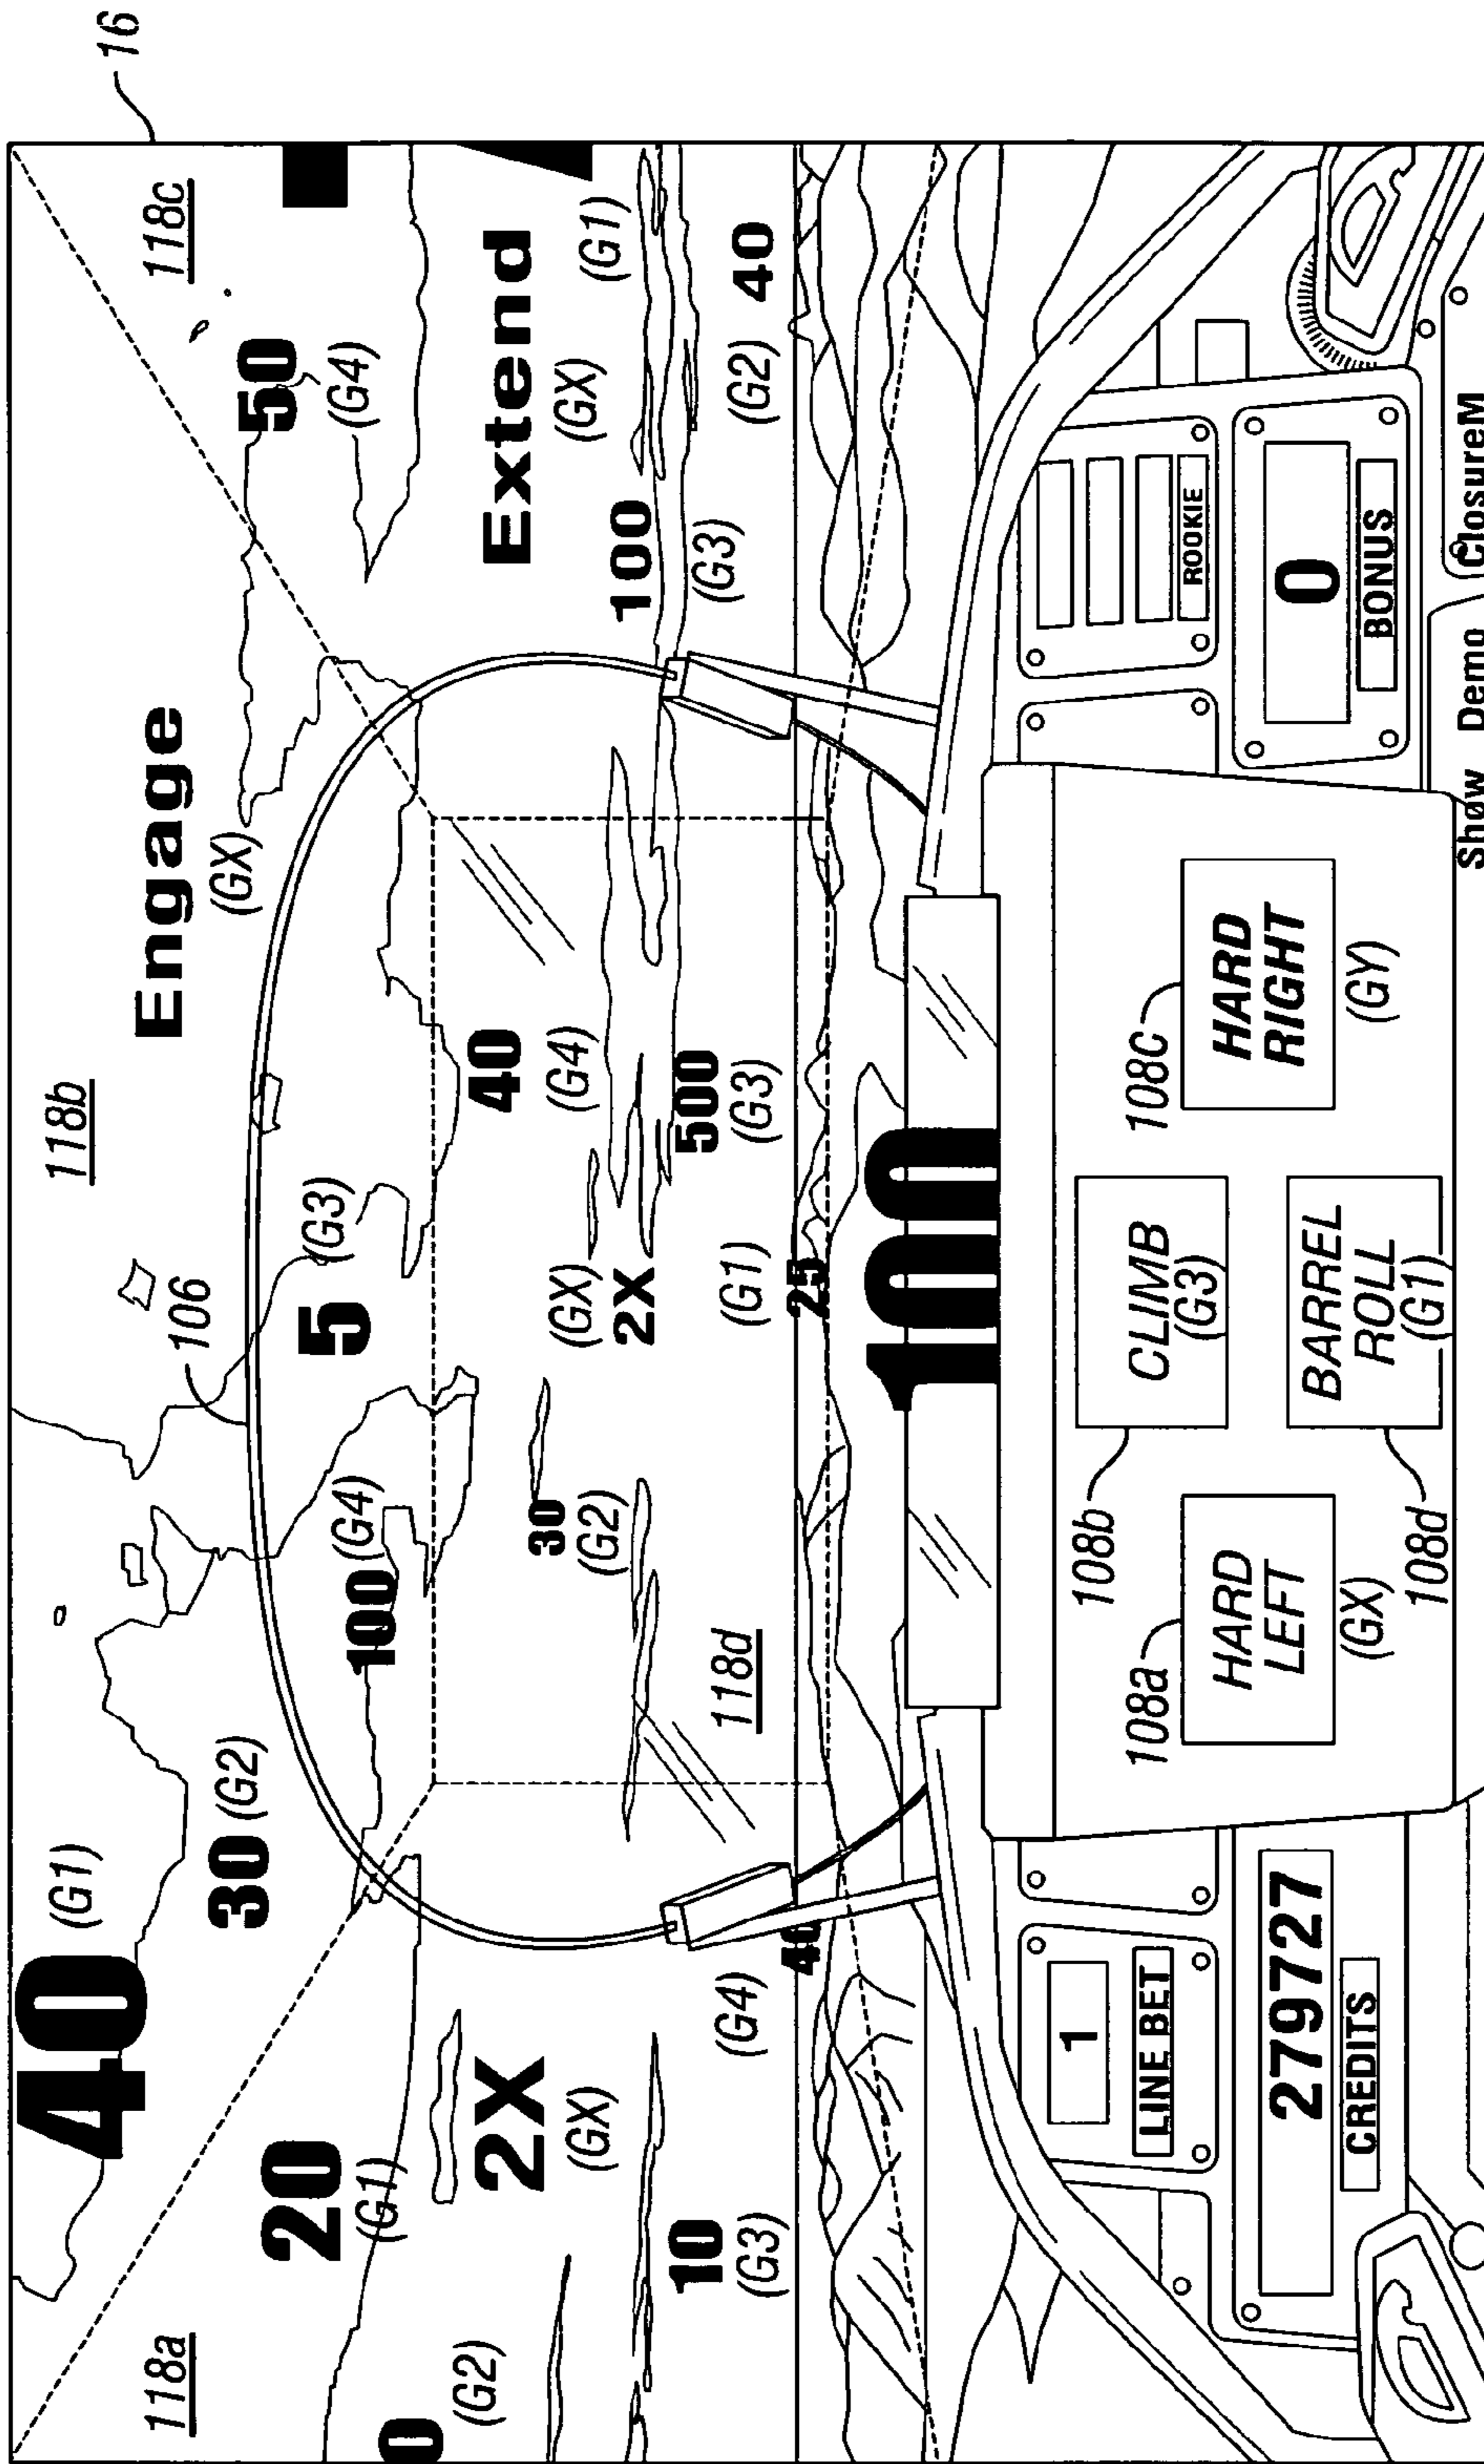 16
118a
118b
118c
40
(G1)
30 (G2)
Engage
(GX)
106
20
(G1)
0
(G2)
2X
(GX)
10
(G3)
(G4)
40
100 (G4)
5
(G3)
30
(G2)
(GX)
2X
40
(G4)
500
(G3)
(G1)
25
118d
50
(G4)
Extend
(GX)
(G1)
100
(G3)
(G2)
40
100
1
LINE BET
279727
CREDITS
108a
HARD
LEFT
(GX)
108b
CLIMB
(G3)
108d
BARREL
ROLL
(G1)
108c
HARD
RIGHT
(GY)
ROOKIE
0
BONUS
Show Demo ClosureM